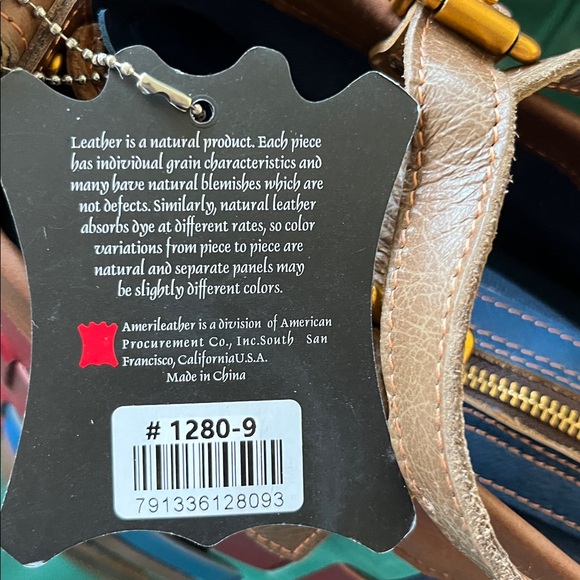 Leather is a natural product. Each piece
has individual grain characteristics and
many have natural blemishes which are
not defects. Similarly, natural leather
absorbs dye at different rates, so color
variations from piece to piece are
natural and separate panels may
be slightly different colors.
Amerileather is a division of American
Procurement Co., Inc.South San
Francisco, CaliforniaU.S.A.
Made in China
# 1280-9
791336128093